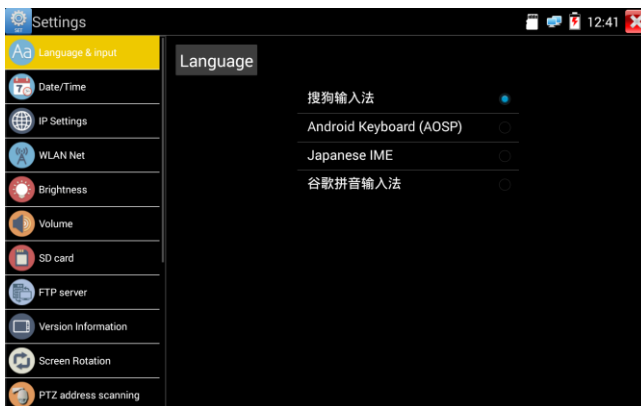 Settings
12:41
Language & input
Date/Time
IP Settings
WLAN Net
Brightness
Volume
SD card
FTP server
Version Information
Screen Rotation
PTZ address scanning
Language
搜狗输入法
Android Keyboard (AOSP)
Japanese IME
谷歌拼音输入法